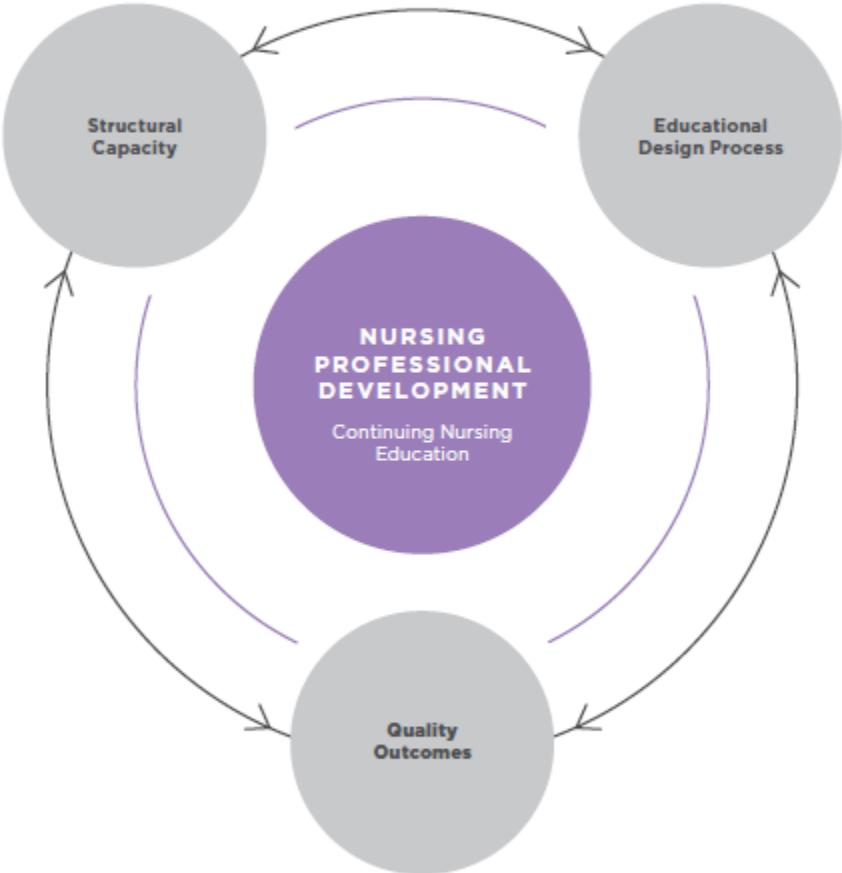 Structural
Capacity
Educational
Design Process
NURSING
PROFESSIONAL
DEVELOPMENT
Continuing Nursing
Education
Quality
Outcomes